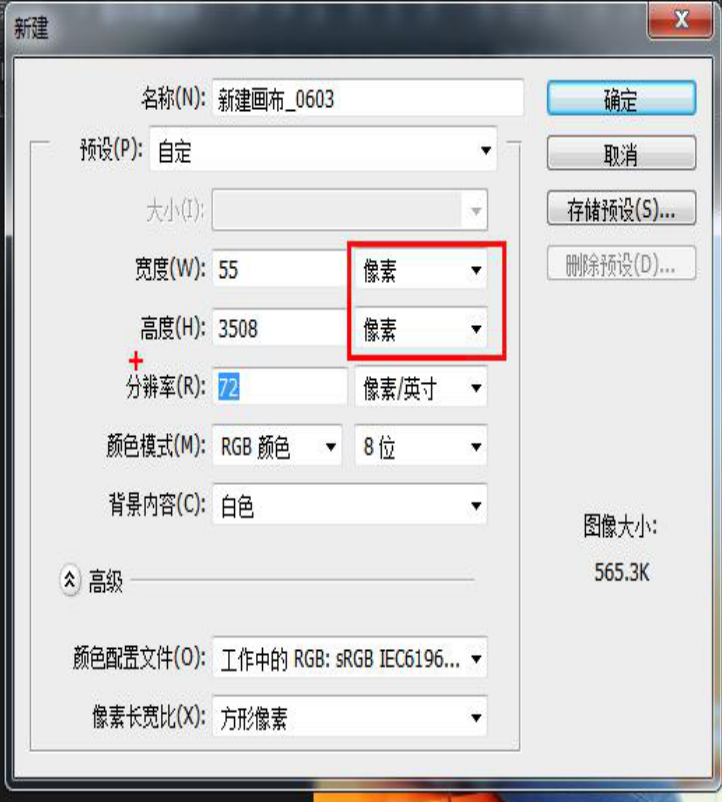 新建
名称(N): 新建画布_0603
确定
预设(P): 自定
取消
大小(I):
存储预设(S)...
宽度(W): 55 像素
删除预设(D)...
高度(H): 3508 像素
分辨率(R): 72 像素/英寸
颜色模式(M): RGB 颜色 8 位
背景内容(C): 白色
图像大小:
565.3K
高级
颜色配置文件(O): 工作中的 RGB: sRGB IEC6196...
像素长宽比(X): 方形像素